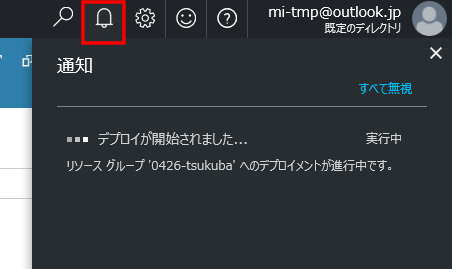 mi-tmp@outlook.jp
既定のディレクトリ
通知
すべて無視
デプロイが開始されました... 実行中
リソース グループ '0426-tsukuba' へのデプロイメントが進行中です。